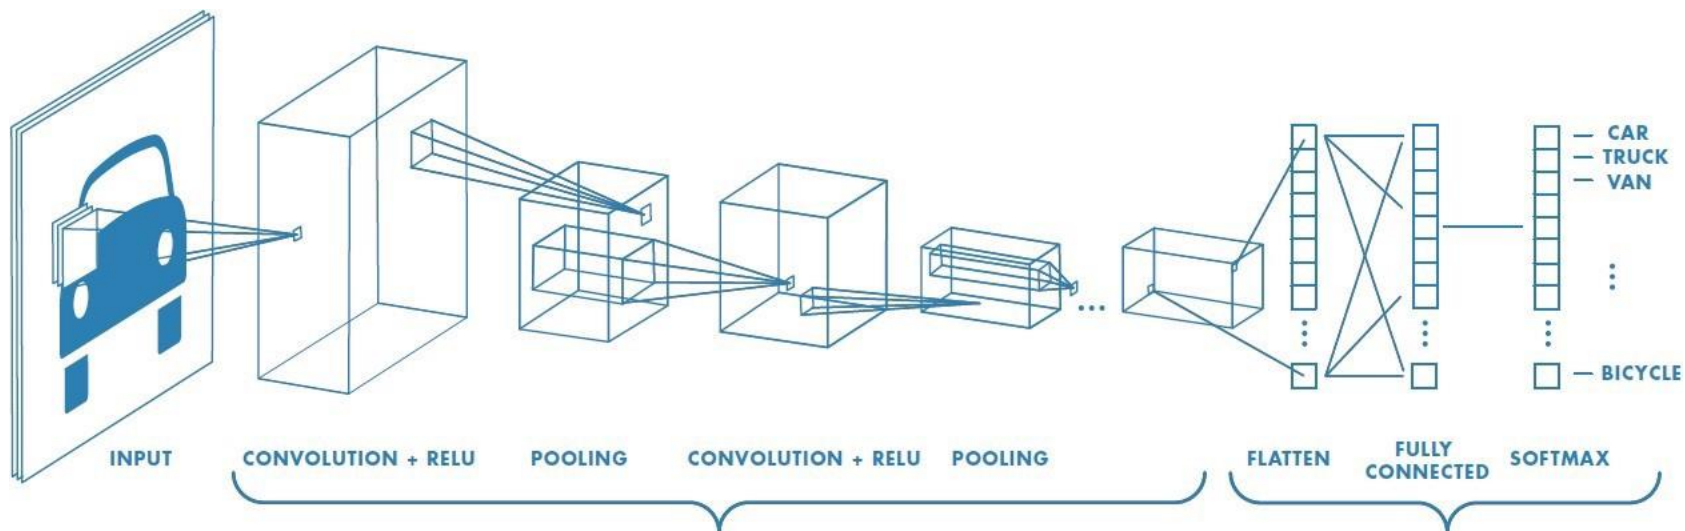 CAR
TRUCK
VAN
BICYCLE
INPUT
CONVOLUTION + RELU
POOLING
CONVOLUTION + RELU
POOLING
FLATTEN
FULLY
CONNECTED
SOFTMAX